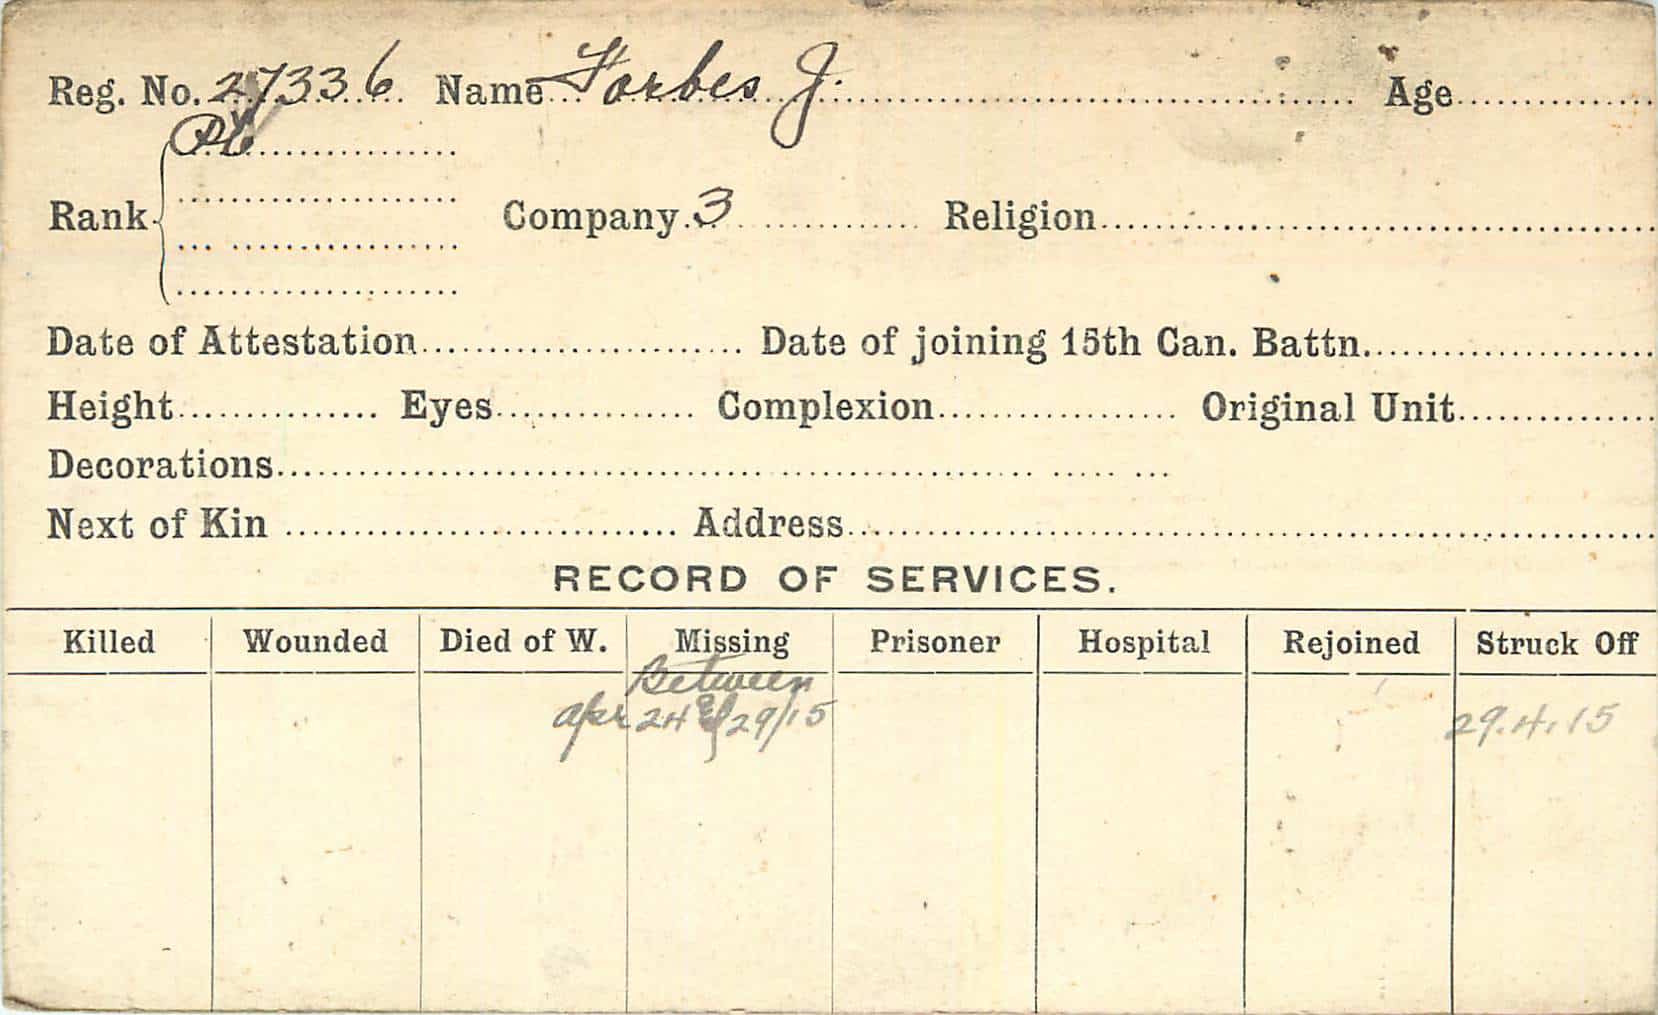 Reg. No. 27336 Name Forbes J. Age
Pte
Rank Company 3 Religion
Date of Attestation Date of joining 15th Can. Battn.
Height Eyes Complexion Original Unit
Decorations
Next of Kin Address
RECORD OF SERVICES.
Killed Wounded Died of W. Missing Prisoner Hospital Rejoined Struck Off
Between
Apr 24 & 29/15 29.4.15